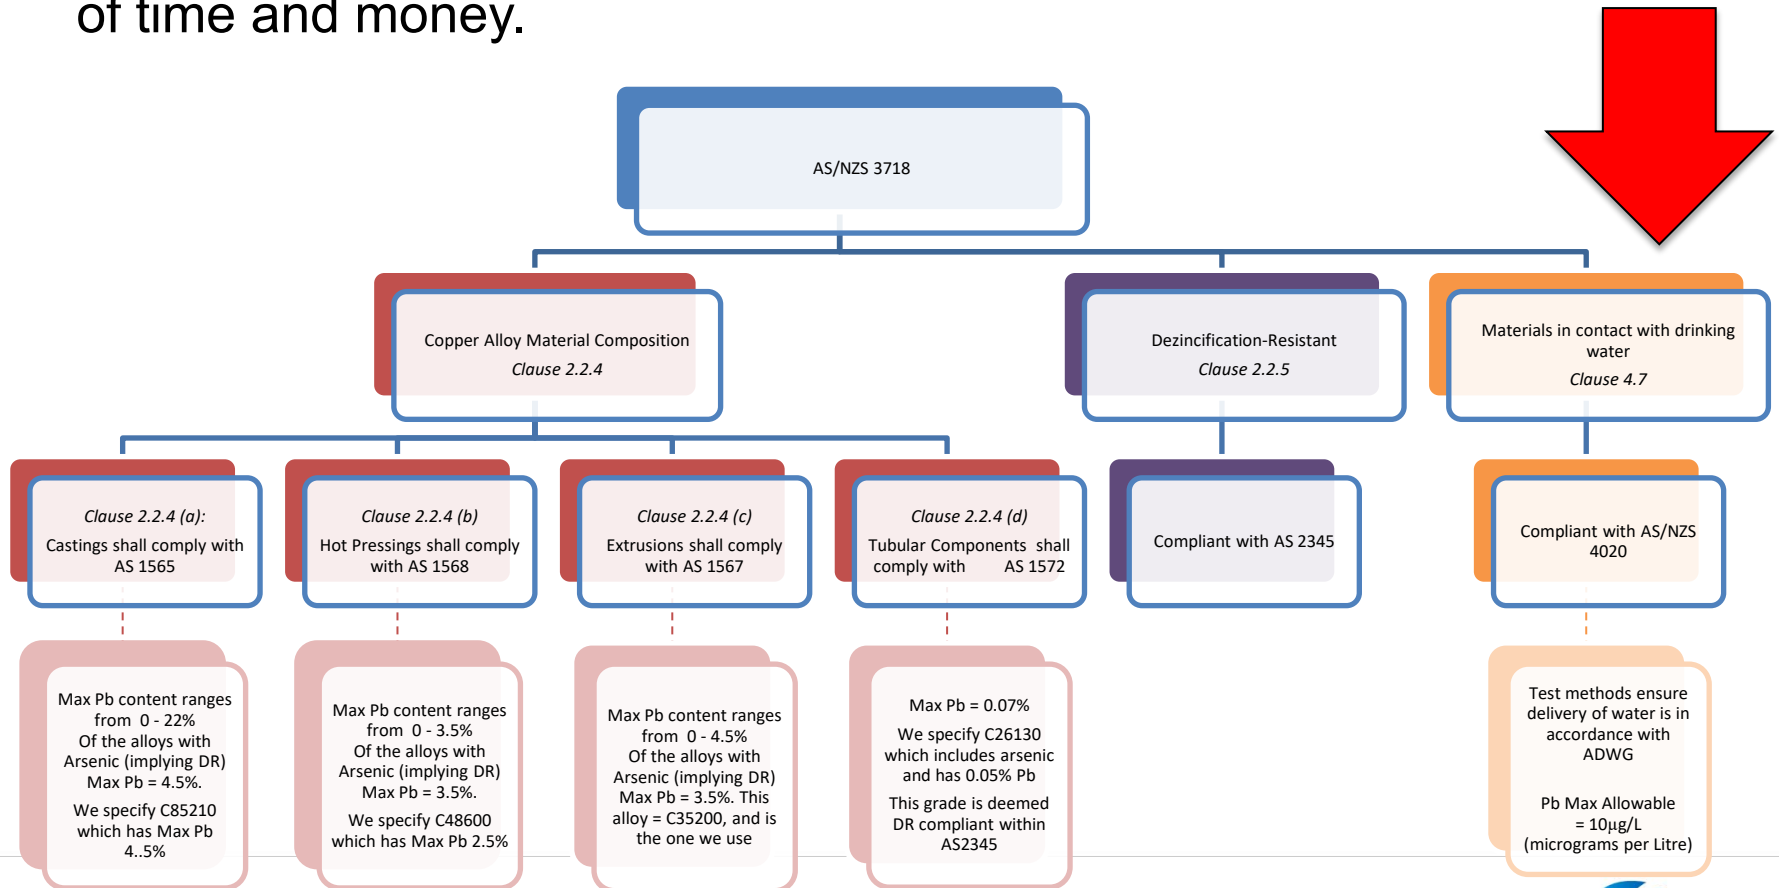 of time and money.
AS/NZS 3718
Copper Alloy Material Composition
Clause 2.2.4
Dezincification-Resistant
Clause 2.2.5
Materials in contact with drinking
water
Clause 4.7
Clause 2.2.4 (a):
Castings shall comply with
AS 1565
Clause 2.2.4 (b)
Hot Pressings shall comply
with AS 1568
Clause 2.2.4 (c)
Extrusions shall comply
with AS 1567
Clause 2.2.4 (d)
Tubular Components shall
comply with AS 1572
Compliant with AS 2345
Compliant with AS/NZS
4020
Max Pb content ranges
from 0 - 22%
Of the alloys with
Arsenic (implying DR)
Max Pb = 4.5%.
We specify C85210
which has Max Pb
4..5%
Max Pb content ranges
from 0 - 3.5%
Of the alloys with
Arsenic (implying DR)
Max Pb = 3.5%.
We specify C48600
which has Max Pb 2.5%
Max Pb content ranges
from 0 - 4.5%
Of the alloys with
Arsenic (implying DR)
Max Pb = 3.5%. This
alloy = C35200, and is
the one we use
Max Pb = 0.07%
We specify C26130
which includes arsenic
and has 0.05% Pb
This grade is deemed
DR compliant within
AS2345
Test methods ensure
delivery of water is in
accordance with
ADWG
Pb Max Allowable
= 10µg/L
(micrograms per Litre)